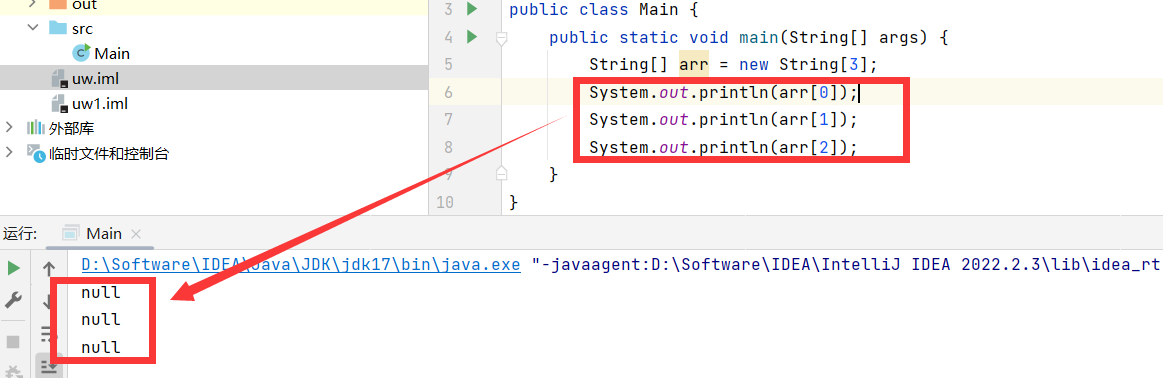 out
src
Main
uw.iml
uw1.iml
外部库
临时文件和控制台
3 public class Main {
4 public static void main(String[] args) {
5 String[] arr = new String[3];
6 System.out.println(arr[0]);
7 System.out.println(arr[1]);
8 System.out.println(arr[2]);
9 }
10 }
运行: Main
D:\Software\IDEA\Java\JDK\jdk17\bin\java.exe "-javaagent:D:\Software\IDEA\IntelliJ IDEA 2022.2.3\lib\idea_rt
null
null
null